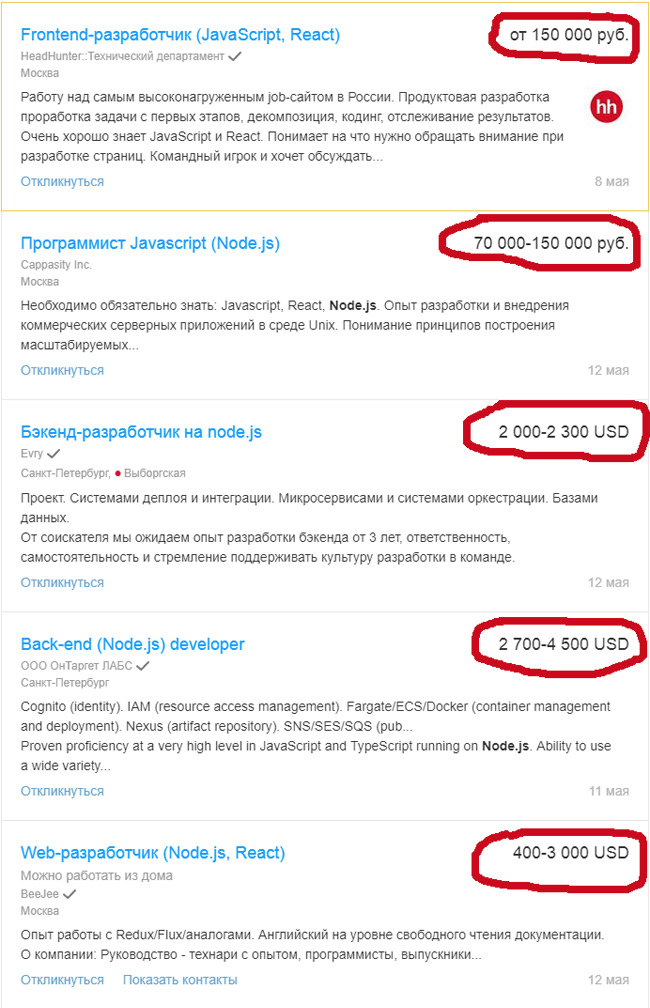 Frontend-разработчик (JavaScript, React)
от 150 000 руб.
HeadHunter::Технический департамент
Москва
Работу над самым высоконагруженным job-сайтом в России. Продуктовая разработка
проработка задачи с первых этапов, декомпозиция, кодинг, отслеживание результатов.
Очень хорошо знает JavaScript и React. Понимает на что нужно обращать внимание при
разработке страниц. Командный игрок и хочет обсуждать...
hh
Откликнуться
8 мая
Программист Javascript (Node.js)
70 000-150 000 руб.
Cappasity Inc.
Москва
Необходимо обязательно знать: Javascript, React, Node.js. Опыт разработки и внедрения
коммерческих серверных приложений в среде Unix. Понимание принципов построения
масштабируемых...
Откликнуться
12 мая
Бэкенд-разработчик на node.js
2 000-2 300 USD
Evry
Санкт-Петербург, Выборгская
Проект. Системами деплоя и интеграции. Микросервисами и системами оркестрации. Базами
данных.
От соискателя мы ожидаем опыт разработки бэкенда от 3 лет, ответственность,
самостоятельность и стремление поддерживать культуру разработки в команде.
Откликнуться
12 мая
Back-end (Node.js) developer
2 700-4 500 USD
ООО ОнТаргет ЛАБС
Санкт-Петербург
Cognito (identity). IAM (resource access management). Fargate/ECS/Docker (container management
and deployment). Nexus (artifact repository). SNS/SES/SQS (pub...
Proven proficiency at a very high level in JavaScript and TypeScript running on Node.js. Ability to use
a wide variety...
Откликнуться
11 мая
Web-разработчик (Node.js, React)
400-3 000 USD
Можно работать из дома
BeeJee
Москва
Опыт работы с Redux/Flux/аналогами. Английский на уровне свободного чтения документации.
О компании: Руководство - технари с опытом, программисты, выпускники...
Откликнуться Показать контакты
12 мая